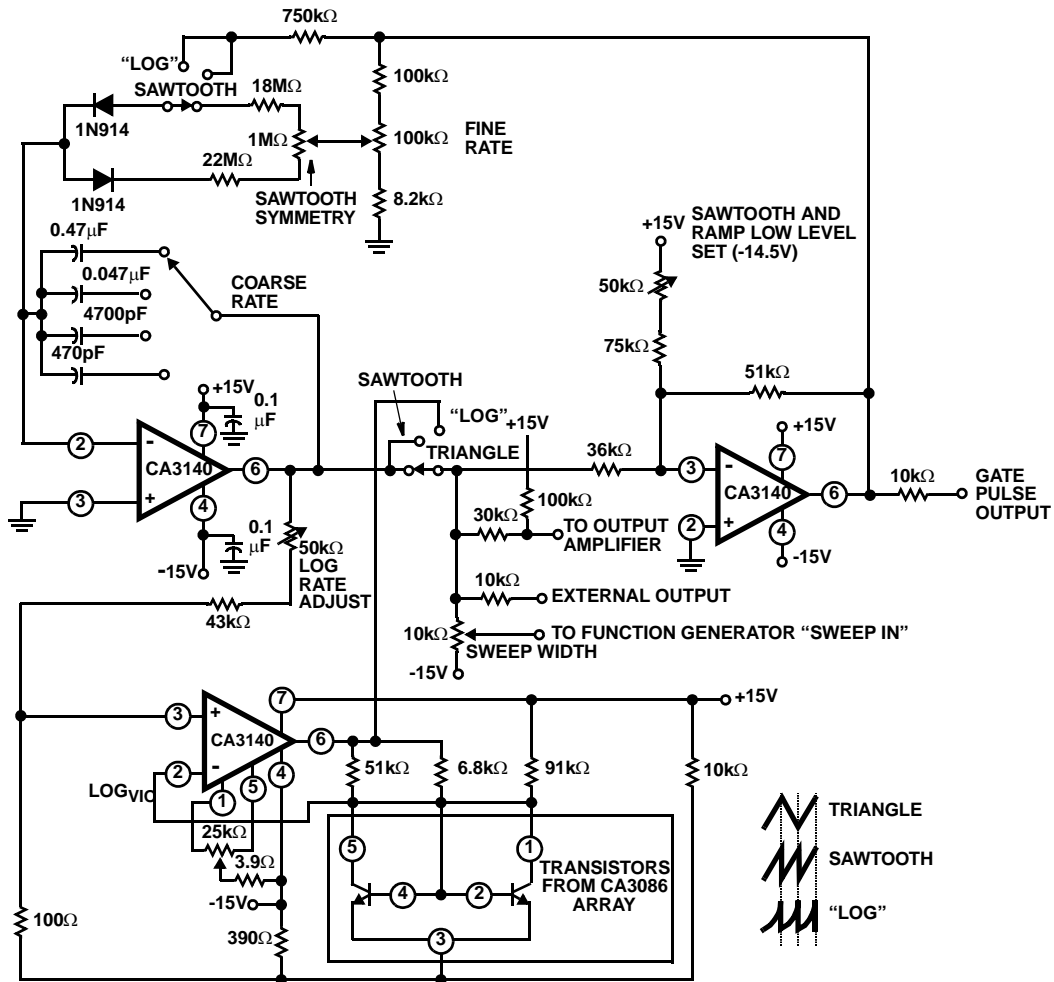 750kΩ
"LOG"
SAWTOOTH
18MΩ
100kΩ
1N914
1MΩ
100kΩ
FINE
RATE
22MΩ
1N914
SAWTOOTH
SYMMETRY
8.2kΩ
0.47μF
0.047μF
4700pF
470pF
COARSE
RATE
+15V
SAWTOOTH AND
RAMP LOW LEVEL
SET (-14.5V)
50kΩ
75kΩ
51kΩ
+15V
0.1
μF
7
2
-
CA3140
6
3
+
4
0.1
μF
-15V
SAWTOOTH
"LOG"
+15V
TRIANGLE
36kΩ
100kΩ
30kΩ
TO OUTPUT
AMPLIFIER
+15V
3
-
7
CA3140
6
2
+
4
-15V
10kΩ
GATE
PULSE
OUTPUT
50kΩ
LOG
RATE
ADJUST
43kΩ
10kΩ
EXTERNAL OUTPUT
10kΩ
TO FUNCTION GENERATOR "SWEEP IN"
SWEEP WIDTH
-15V
7
+15V
3
+
CA3140
6
2
-
4
5
1
LOGVIO
51kΩ
6.8kΩ
91kΩ
10kΩ
25kΩ
3.9Ω
-15V
100Ω
390Ω
5
1
4
2
3
TRANSISTORS
FROM CA3086
ARRAY
TRIANGLE
SAWTOOTH
"LOG"